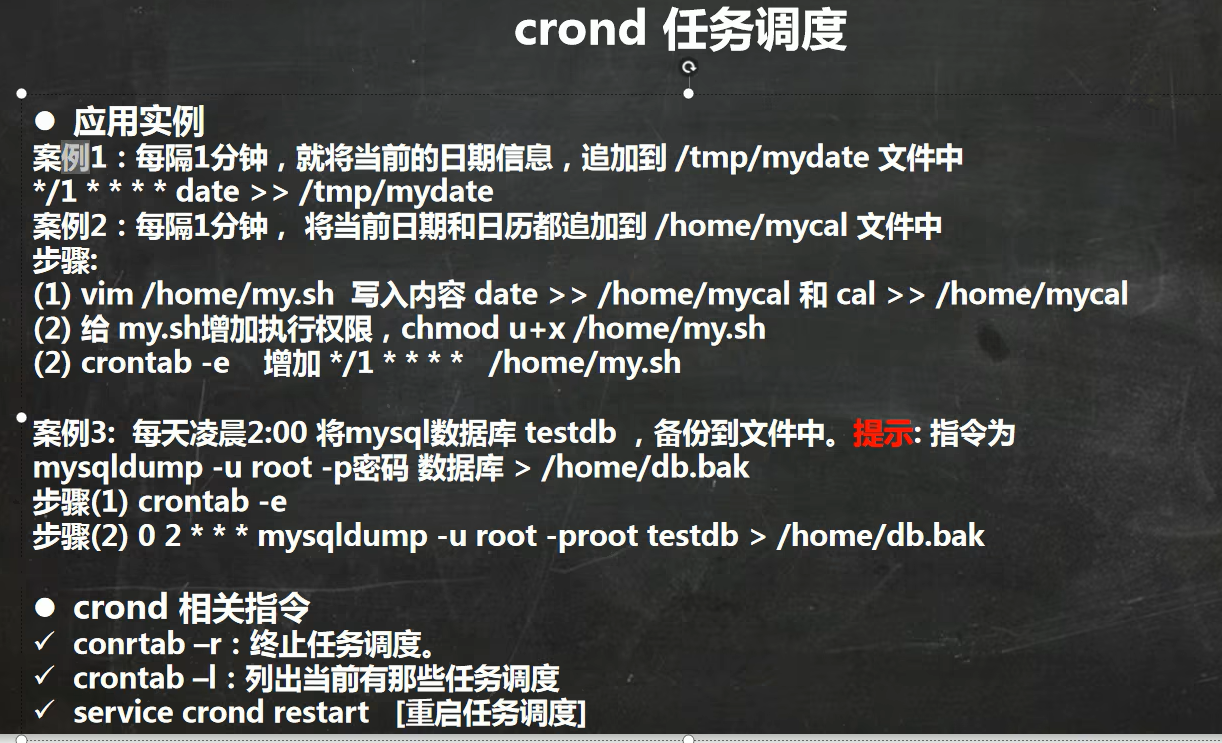 crond 任务调度
● 应用实例
案例1：每隔1分钟，就将当前的日期信息，追加到 /tmp/mydate 文件中
*/1 * * * * date >> /tmp/mydate
案例2：每隔1分钟， 将当前日期和日历都追加到 /home/mycal 文件中
步骤:
(1) vim /home/my.sh 写入内容 date >> /home/mycal 和 cal >> /home/mycal
(2) 给 my.sh增加执行权限，chmod u+x /home/my.sh
(2) crontab -e 增加 */1 * * * * /home/my.sh
案例3: 每天凌晨2:00 将mysql数据库 testdb ，备份到文件中。提示: 指令为
mysqldump -u root -p密码 数据库 > /home/db.bak
步骤(1) crontab -e
步骤(2) 0 2 * * * mysqldump -u root -proot testdb > /home/db.bak
● crond 相关指令
✓ conrtab –r：终止任务调度。
✓ crontab –l：列出当前有那些任务调度
✓ service crond restart [重启任务调度]